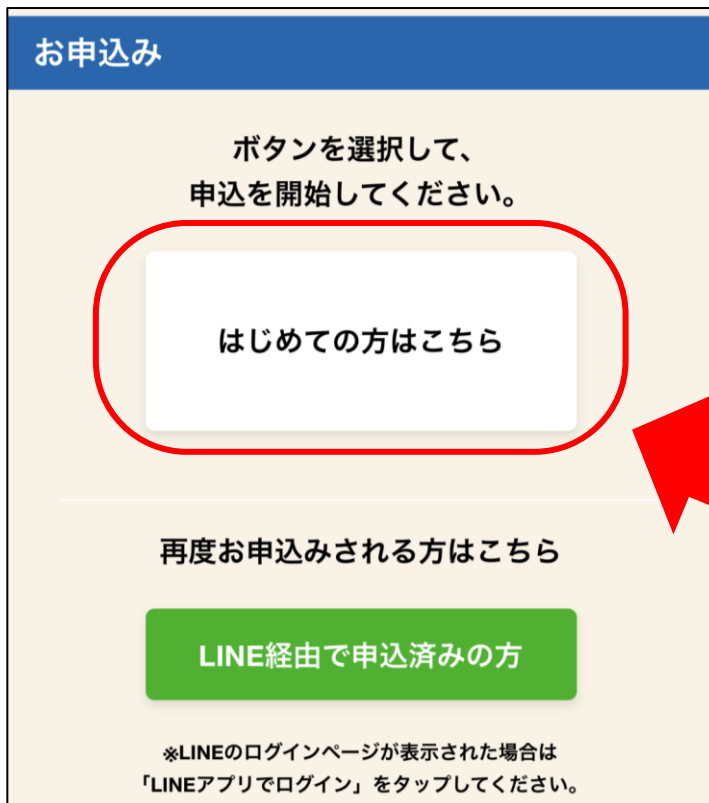 お申込み
ボタンを選択して、
申込を開始してください。
はじめての方はこちら
再度お申込みされる方はこちら
LINE経由で申込済みの方
※LINEのログインページが表示された場合は
「LINEアプリでログイン」をタップしてください。